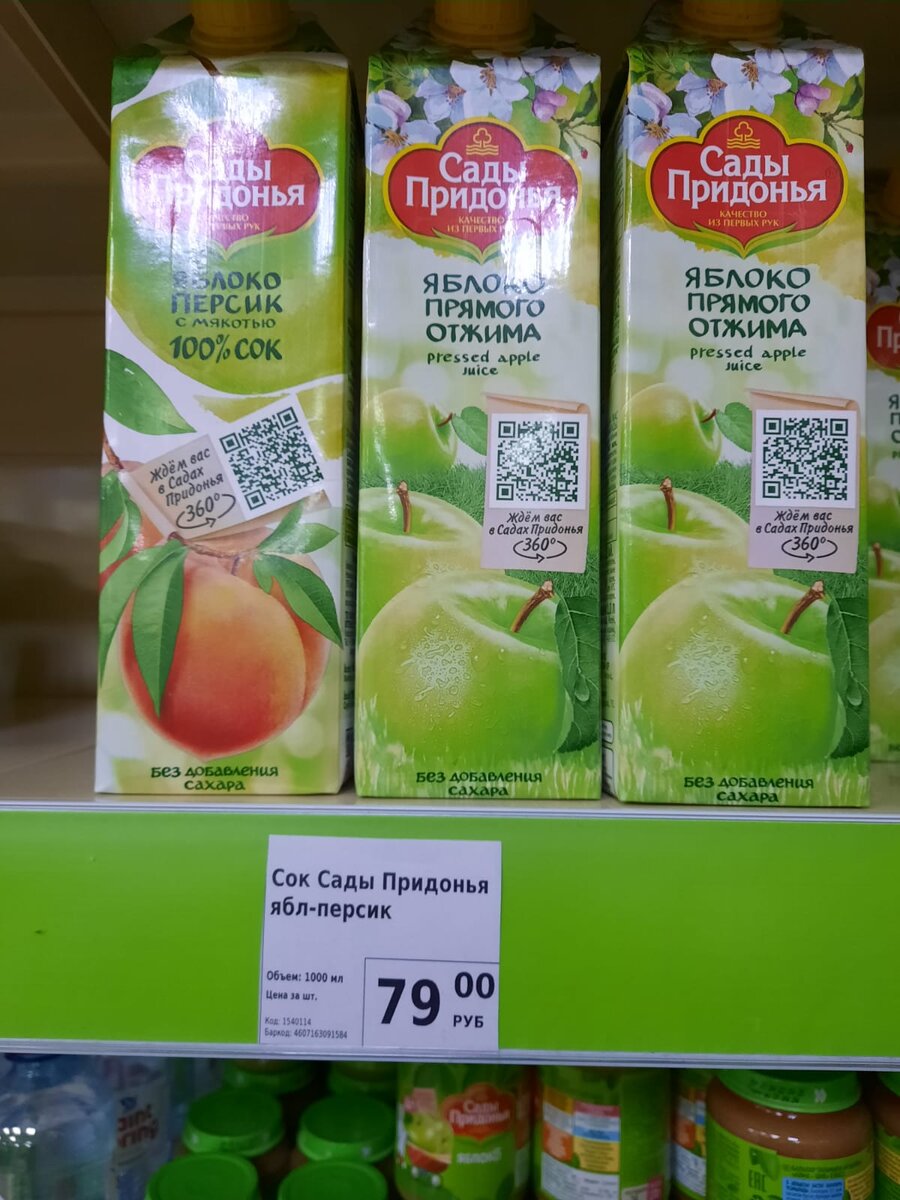 Сады
Придонья
ЯБЛОКО
ПЕРСИК
С МЯКОТЬЮ
100% СОК
Ждём вас
в Садах
Придонья
360°
БЕЗ ДОБАВЛЕНИЯ
САХАРА
Сады
Придонья
КАЧЕСТВО
ИЗ ПЕРВЫХ РУК
ЯБЛОКО
ПРЯМОГО
ОТЖИМА
pressed apple
juice
Ждём вас
в Садах Придонья
360°
БЕЗ ДОБАВЛЕНИЯ
САХАРА
Сады
Придонья
КАЧЕСТВО
ИЗ ПЕРВЫХ РУК
ЯБЛОКО
ПРЯМОГО
ОТЖИМА
pressed apple
juice
Ждём вас
в Садах Придонья
360°
БЕЗ ДОБАВЛЕНИЯ
САХАРА
Сок Сады Придонья
ябл-персик
Объем: 1000 мл
Цена за шт.
79 00
РУБ
Код: 1540114
Баркод: 4607163091584
Сады
Придонья
ЯБЛОКО
EAC